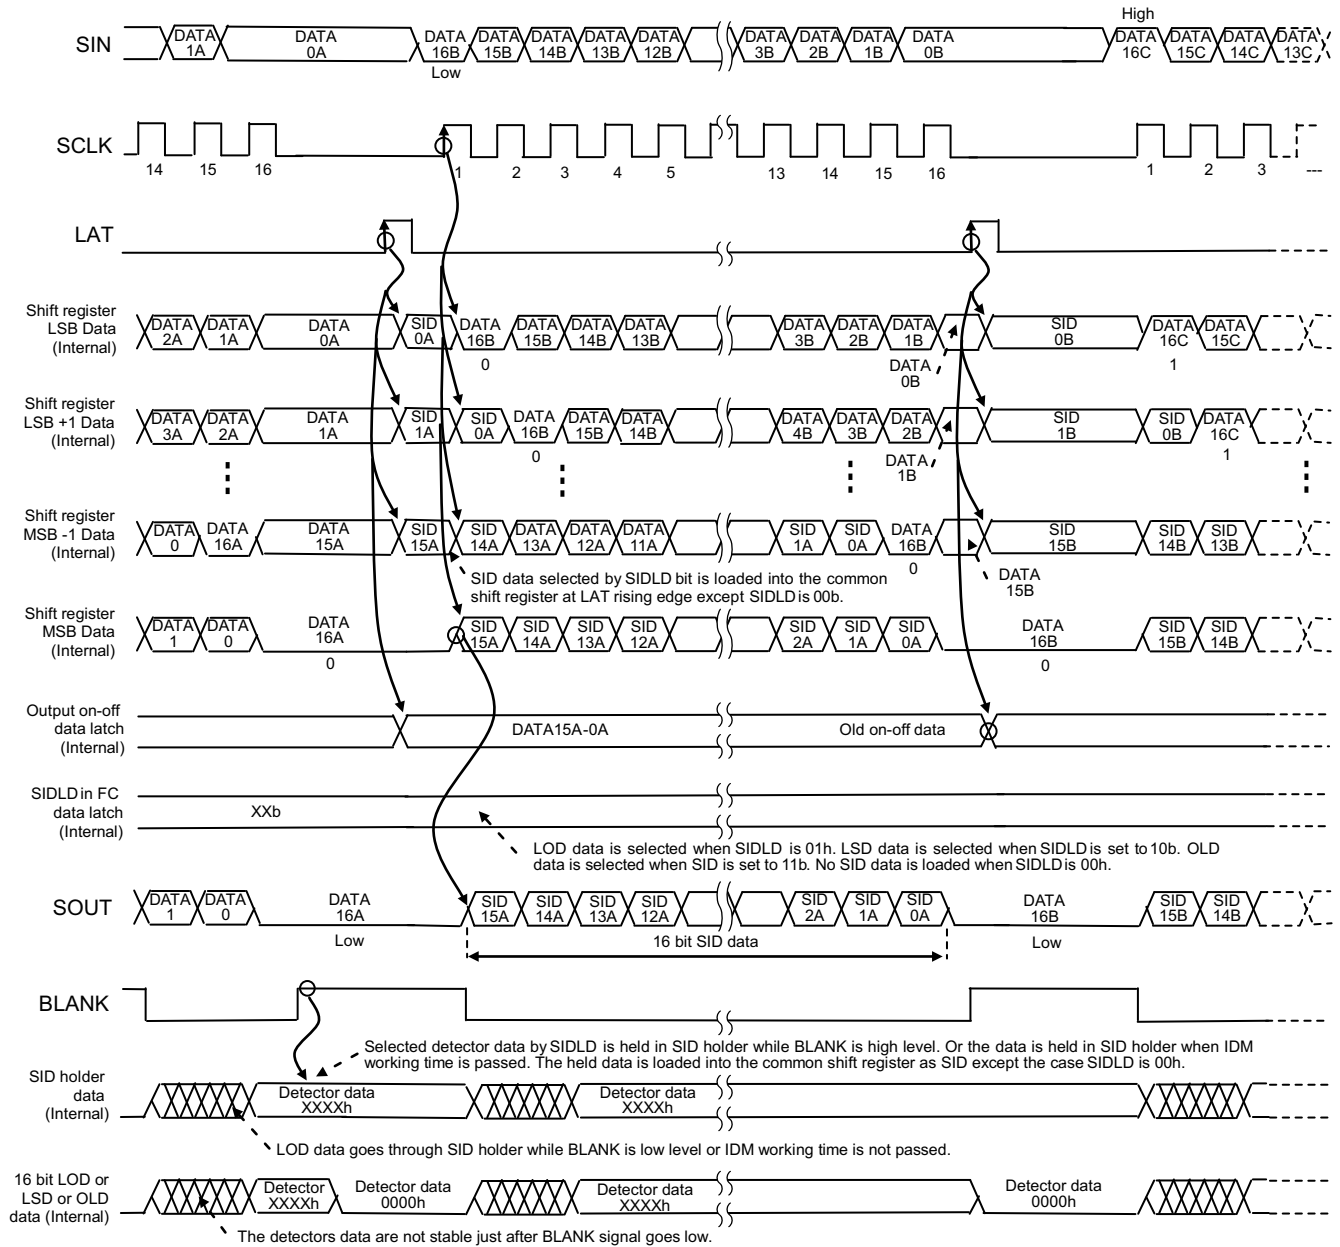 High
SIN
DATA 1A
DATA 0A
DATA 16B
DATA 15B
DATA 14B
DATA 13B
DATA 12B
DATA 3B
DATA 2B
DATA 1B
DATA 0B
DATA 16C
DATA 15C
DATA 14C
DATA 13C
Low
SCLK
14 15 16 1 2 3 4 5 13 14 15 16 1 2 3 ---
LAT
Shift register
LSB Data
(Internal)
DATA 2A
DATA 1A
DATA 0A
SID 0A
DATA 16B
DATA 15B
DATA 14B
DATA 13B
DATA 3B
DATA 2B
DATA 1B
SID 0B
DATA 16C
DATA 15C
0
DATA 0B
1
Shift register
LSB +1 Data
(Internal)
DATA 3A
DATA 2A
DATA 1A
SID 1A
SID 0A
DATA 16B
DATA 15B
DATA 14B
DATA 4B
DATA 3B
DATA 2B
SID 1B
SID 0B
DATA 16C
0
DATA 1B
1
Shift register
MSB -1 Data
(Internal)
DATA 0
DATA 16A
DATA 15A
SID 15A
SID 14A
DATA 13A
DATA 12A
DATA 11A
SID 1A
SID 0A
DATA 16B
SID 15B
SID 14B
SID 13B
0
DATA 15B
SID data selected by SIDLD bit is loaded into the common
shift register at LAT rising edge except SIDLD is 00b.
Shift register
MSB Data
(Internal)
DATA 1
DATA 0
DATA 16A
SID 15A
SID 14A
SID 13A
SID 12A
SID 2A
SID 1A
SID 0A
DATA 16B
SID 15B
SID 14B
0
0
Output on-off
data latch
(Internal)
DATA15A-0A
Old on-off data
SIDLD in FC
data latch
(Internal)
XXb
LOD data is selected when SIDLD is 01h. LSD data is selected when SIDLD is set to 10b. OLD
data is selected when SID is set to 11b. No SID data is loaded when SIDLD is 00h.
SOUT
DATA 1
DATA 0
DATA 16A
SID 15A
SID 14A
SID 13A
SID 12A
SID 2A
SID 1A
SID 0A
DATA 16B
SID 15B
SID 14B
Low
16 bit SID data
Low
BLANK
Selected detector data by SIDLD is held in SID holder while BLANK is high level. Or the data is held in SID holder when IDM
working time is passed. The held data is loaded into the common shift register as SID except the case SIDLD is 00h.
SID holder
data
(Internal)
Detector data
XXXXh
Detector data
XXXXh
LOD data goes through SID holder while BLANK is low level or IDM working time is not passed.
16 bit LOD or
LSD or OLD
data (Internal)
Detector
XXXXh
Detector data
0000h
Detector data
XXXXh
Detector data
0000h
The detectors data are not stable just after BLANK signal goes low.